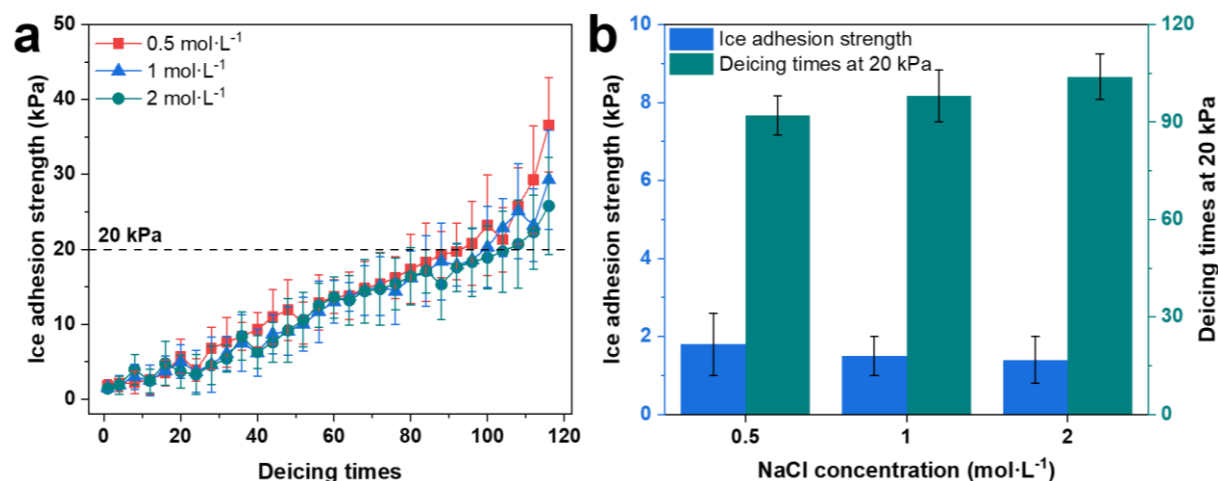 a
Ice adhesion strength (kPa)
50
40
30
20
10
0
0.5 mol·L⁻¹
1 mol·L⁻¹
2 mol·L⁻¹
20 kPa
0 20 40 60 80 100 120
Deicing times
b
Ice adhesion strength (kPa)
10
8
6
4
2
0
Ice adhesion strength
Deicing times at 20 kPa
120
90
60
30
0
Deicing times at 20 kPa
0.5 1 2
NaCl concentration (mol·L⁻¹)